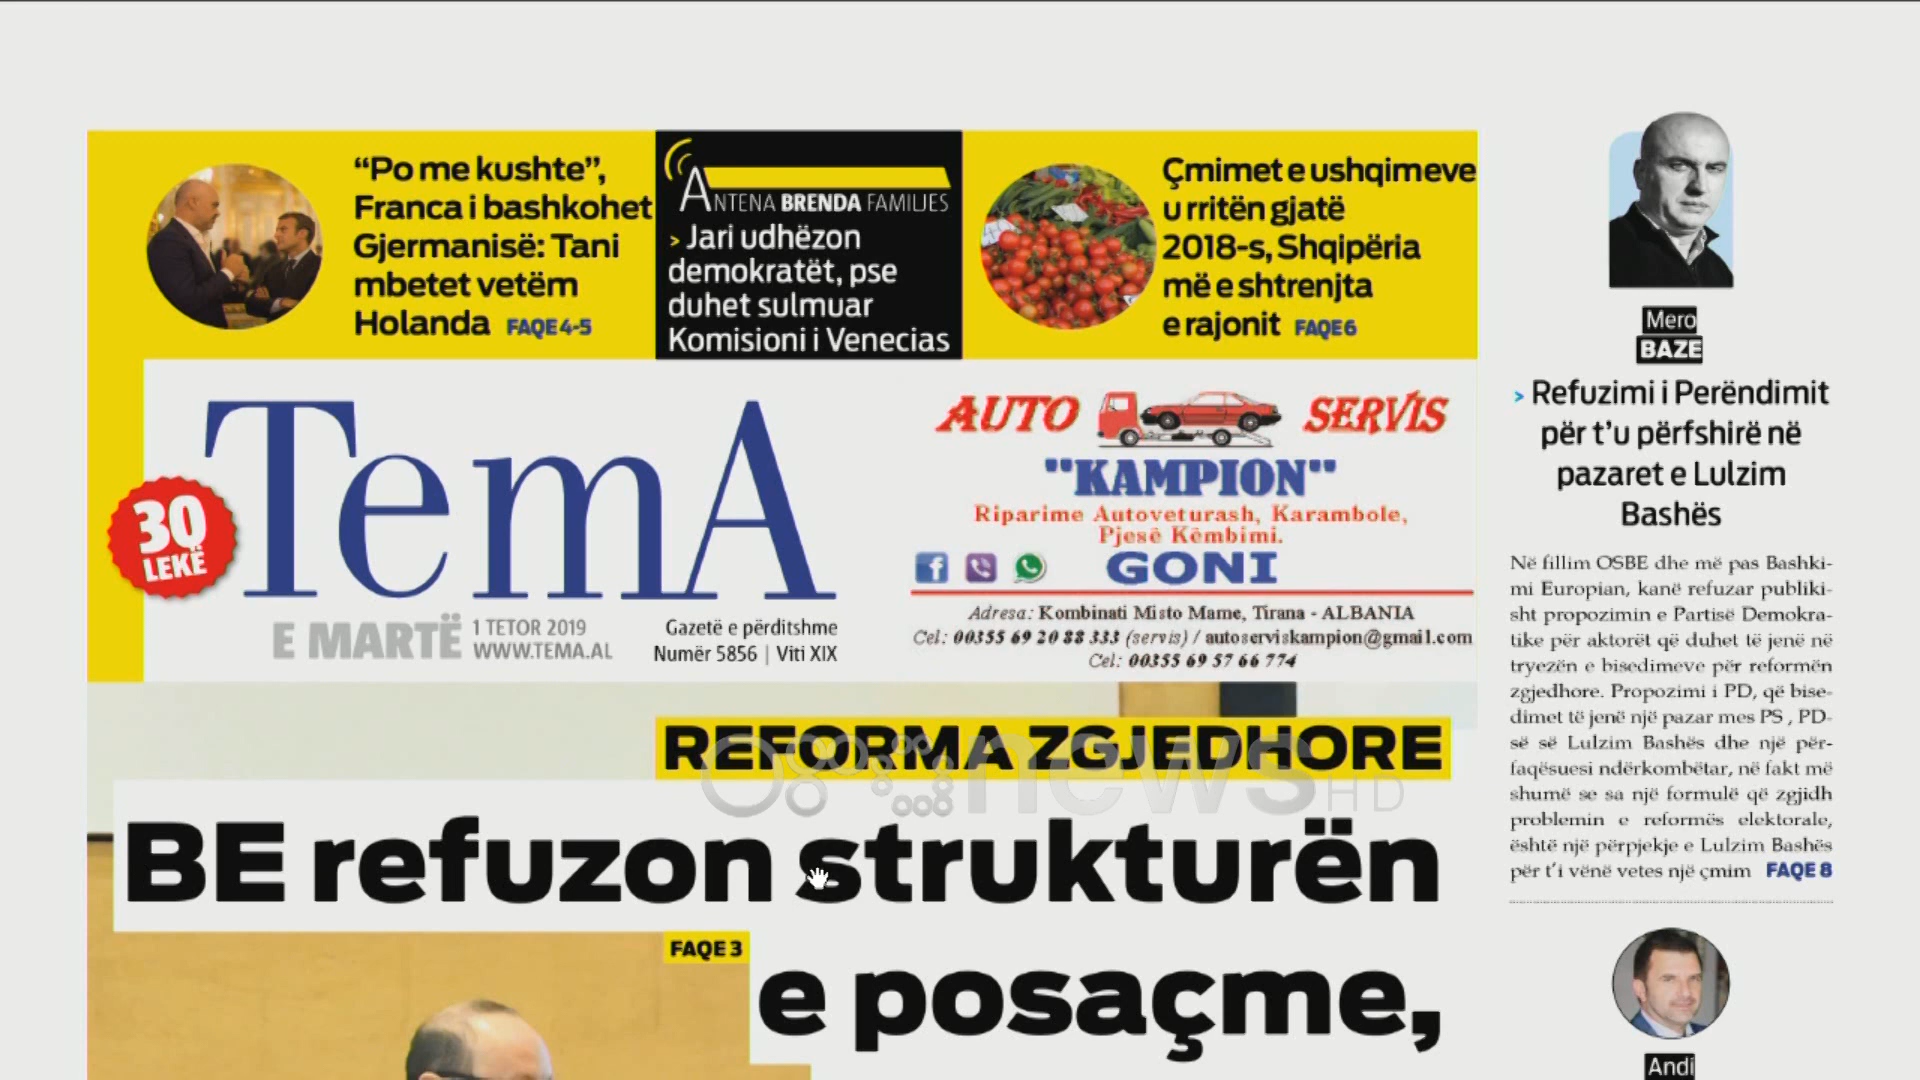 “Po me kushte”,
Franca i bashkohet
Gjermanisë: Tani
mbetet vetëm
Holanda FAQE 4-5
ANTENA BRENDA FAMILJES
› Jari udhëzon
demokratët, pse
duhet sulmuar
Komisioni i Venecias
Çmimet e ushqimeve
u rritën gjatë
2018-s, Shqipëria
më e shtrenjta
e rajonit FAQE 6
TemA
30
LEKË
E MARTË
1 TETOR 2019
WWW.TEMA.AL
Gazetë e përditshme
Numër 5856 | Viti XIX
AUTO SERVIS
"KAMPION"
Riparime Autoveturash, Karambole,
Pjesë Këmbimi.
GONI
Adresa: Kombinati Misto Mame, Tirana - ALBANIA
Cel: 00355 69 20 88 333 (servis) / autoserviskampion@gmail.com
Cel: 00355 69 57 66 774
REFORMA ZGJEDHORE
news HD
BE refuzon strukturën
FAQE 3
e posaçme,
Mero
BAZE
› Refuzimi i Perëndimit
për t’u përfshirë në
pazaret e Lulzim
Bashës
Në fillim OSBE dhe më pas Bashki-
mi Europian, kanë refuzar publiki-
sht propozimin e Partisë Demokra-
tike për aktorët që duhet të jenë në
tryezën e bisedimeve për reformën
zgjedhore. Propozimi i PD, që bise-
dimet të jenë një pazar mes PS , PD-
së së Lulzim Bashës dhe një për-
faqësuesi ndërkombëtar, në fakt më
shumë se sa një formulë që zgjidh
problemin e reformës elektorale,
është një përpjekje e Lulzim Bashës
për t’i vënë vetes një çmim FAQE 8
Andi